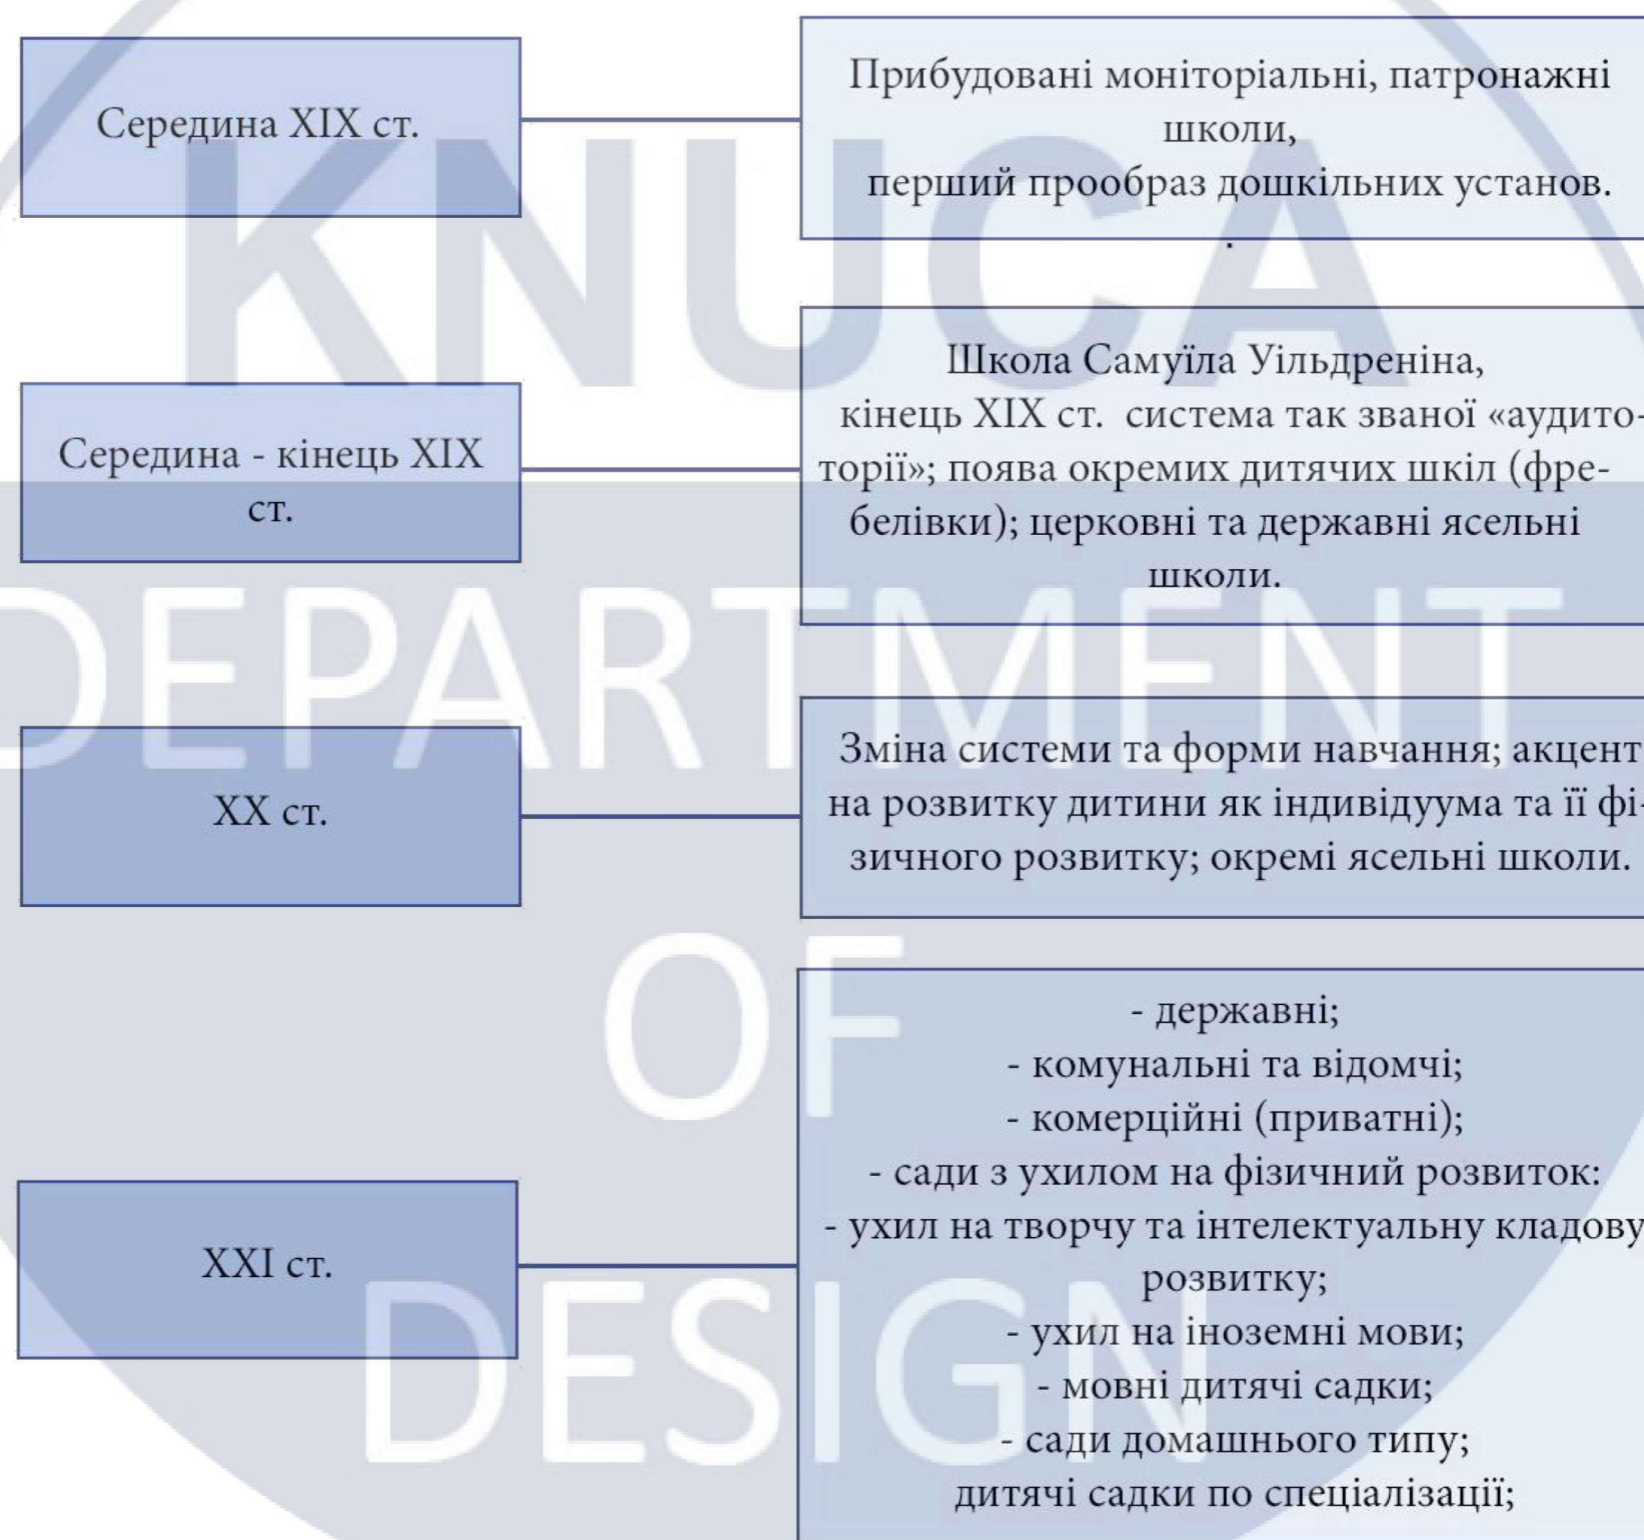 Середина XIX ст.
Прибудовані моніторіальні, патронажні
школи,
перший прообраз дошкільних установ.
.
Середина - кінець XIX
ст.
Школа Самуїла Уільдреніна,
кінець XIX ст. система так званої «аудито-
торії»; поява окремих дитячих шкіл (фре-
белівки); церковні та державні ясельні
школи.
XX ст.
Зміна системи та форми навчання; акцент
на розвитку дитини як індивідуума та її фі-
зичного розвитку; окремі ясельні школи.
XXI ст.
- державні;
- комунальні та відомчі;
- комерційні (приватні);
- сади з ухилом на фізичний розвиток:
- ухил на творчу та інтелектуальну кладову
розвитку;
- ухил на іноземні мови;
- мовні дитячі садки;
- сади домашнього типу;
дитячі садки по спеціалізації;
KNUCA
DEPARTMENT
OF
DESIGN